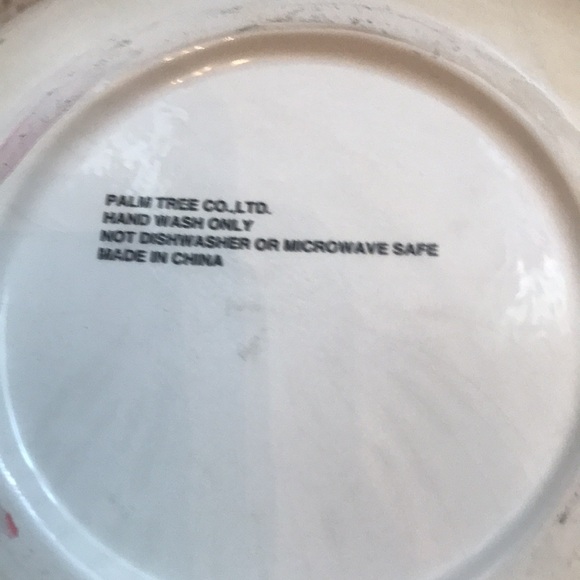 PALM TREE CO.,LTD.
HAND WASH ONLY
NOT DISHWASHER OR MICROWAVE SAFE
MADE IN CHINA